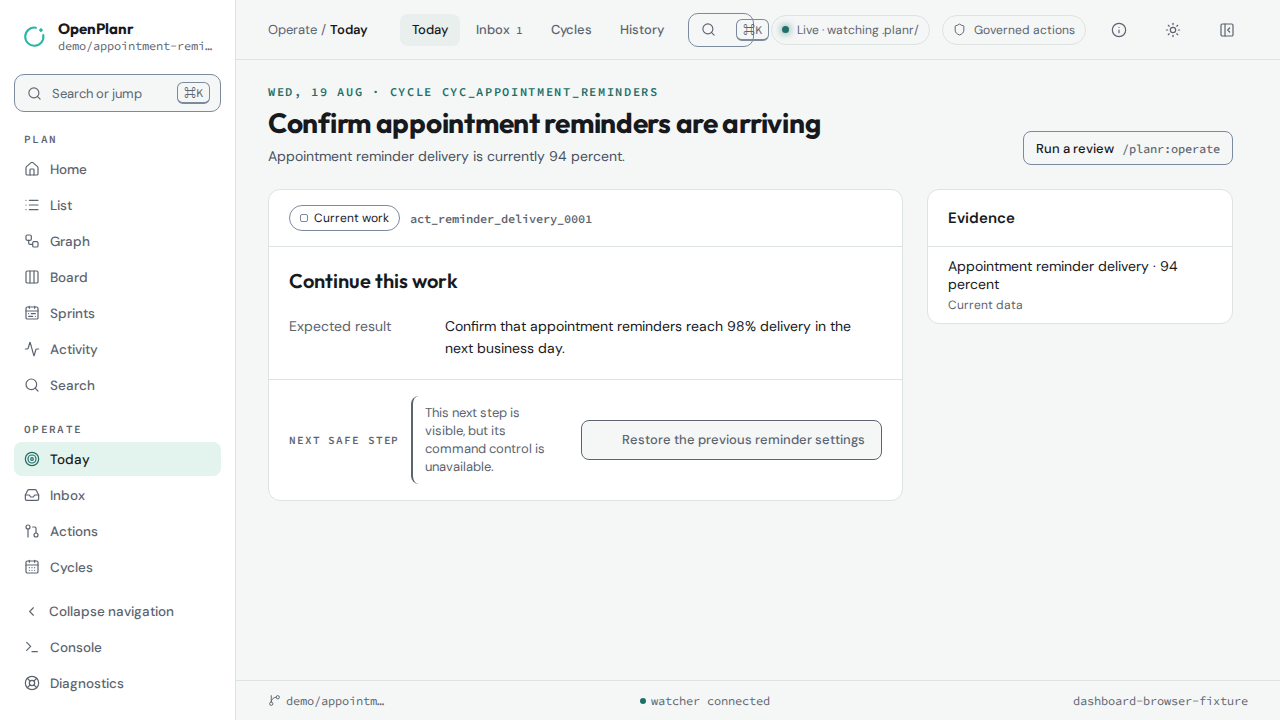 OpenPlanr
demo/appointment-remi…
Search or jump ⌘K
PLAN
Home
List
Graph
Board
Sprints
Activity
Search
OPERATE
Today
Inbox
Actions
Cycles
Collapse navigation
Console
Diagnostics
Operate / Today
Today
Inbox 1
Cycles
History
⌘K
Live · watching .planr/
Governed actions
WED, 19 AUG · CYCLE CYC_APPOINTMENT_REMINDERS
Confirm appointment reminders are arriving
Appointment reminder delivery is currently 94 percent.
Run a review /planr:operate
Current work act_reminder_delivery_0001
Continue this work
Expected result
Confirm that appointment reminders reach 98% delivery in the
next business day.
NEXT SAFE STEP
This next step is
visible, but its
command control is
unavailable.
Restore the previous reminder settings
Evidence
Appointment reminder delivery · 94
percent
Current data
demo/appointm…
watcher connected
dashboard-browser-fixture